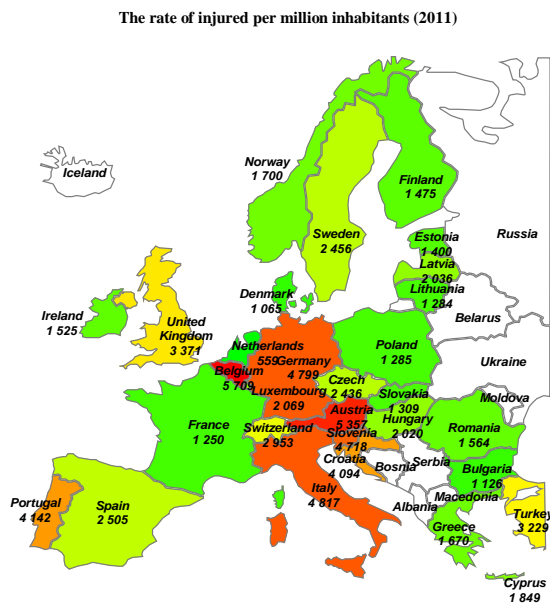 The rate of injured per million inhabitants (2011)
Iceland
Norway
1 700
Finland
1 475
Sweden
2 456
Russia
Estonia
1 400
Latvia
2 036
Lithuania
1 284
Denmark
1 065
Belarus
Ireland
1 525
United
Kingdom
3 371
Netherlands
559
Germany
4 799
Poland
1 285
Ukraine
Belgium
5 709
Luxembourg
2 069
Czech
2 436
Slovakia
1 309
Moldova
Austria
5 357
Hungary
2 020
France
1 250
Switzerland
2 953
Slovenia
4 718
Romania
1 564
Croatia
4 094
Bosnia
Serbia
Bulgaria
1 126
Italy
4 817
Macedonia
Albania
Portugal
4 142
Spain
2 505
Turkey
3 229
Greece
1 670
Cyprus
1 849